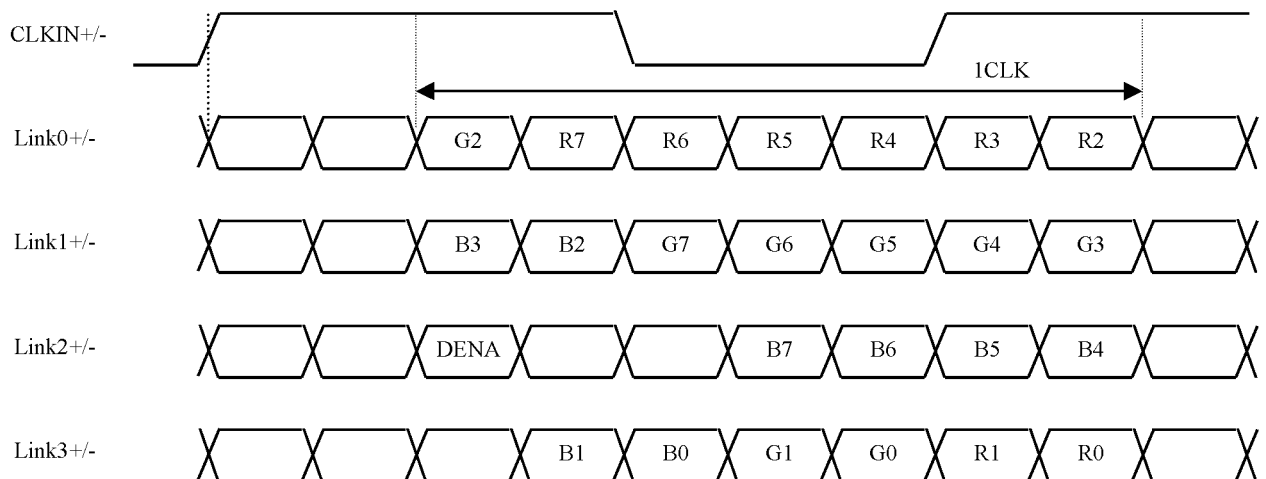 CLKIN+/-
1CLK
Link0+/- G2 R7 R6 R5 R4 R3 R2
Link1+/- B3 B2 G7 G6 G5 G4 G3
Link2+/- DENA B7 B6 B5 B4
Link3+/- B1 B0 G1 G0 R1 R0